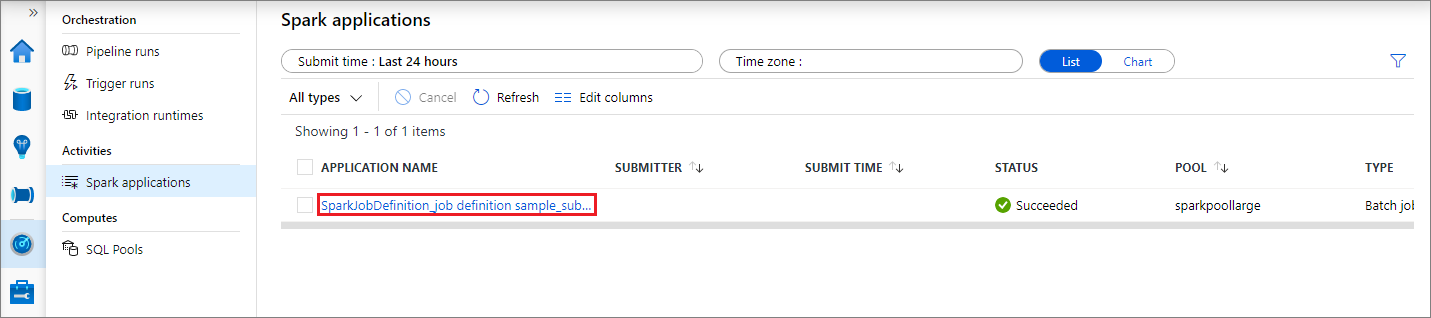 »
Orchestration
Pipeline runs
Trigger runs
Integration runtimes
Activities
Spark applications
Computes
SQL Pools
Spark applications
Submit time : Last 24 hours
Time zone :
List
Chart
All types
Cancel
Refresh
Edit columns
Showing 1 - 1 of 1 items
APPLICATION NAME SUBMITTER ↑↓ SUBMIT TIME ↑↓ STATUS POOL ↑↓ TYPE
SparkJobDefinition_job definition sample_sub... Succeeded sparkpoollarge Batch jo